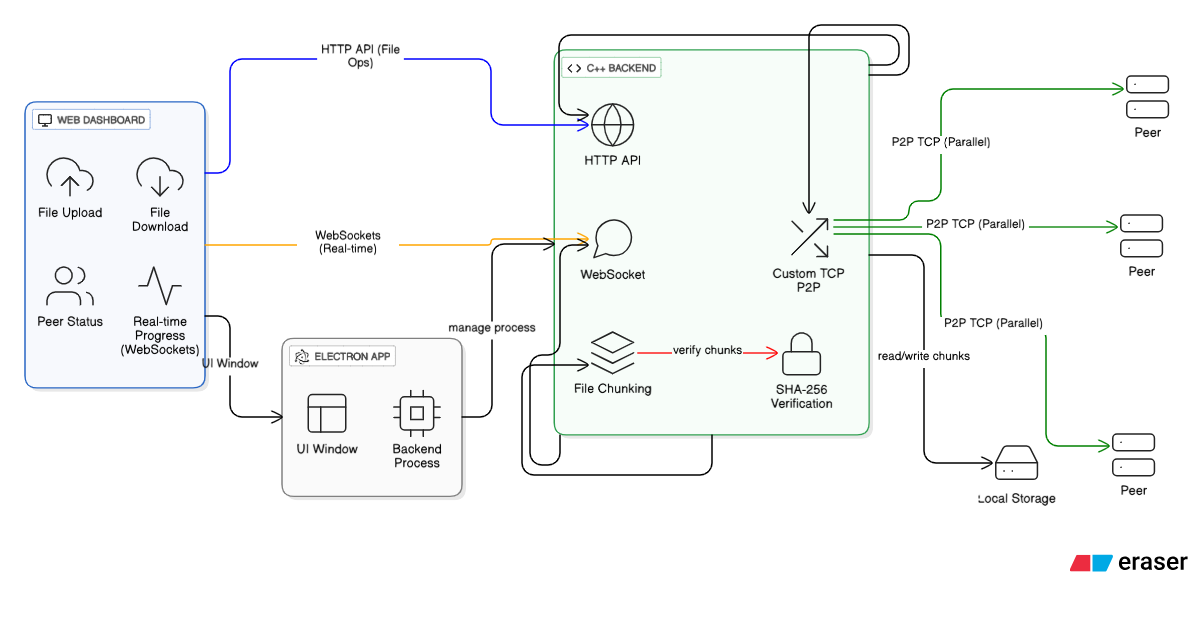 HTTP API (File
Ops)
C++ BACKEND
WEB DASHBOARD
HTTP API
Peer
P2P TCP (Parallel)
File Upload
File
Download
WebSockets
(Real-time)
WebSocket
Custom TCP
P2P
P2P TCP (Parallel)
Peer
Peer Status
Real-time
Progress
(WebSockets)
manage process
P2P TCP (Parallel)
UI Window
ELECTRON APP
verify chunks
read/write chunks
File Chunking
SHA-256
Verification
UI Window
Backend
Process
Local Storage
Peer
eraser